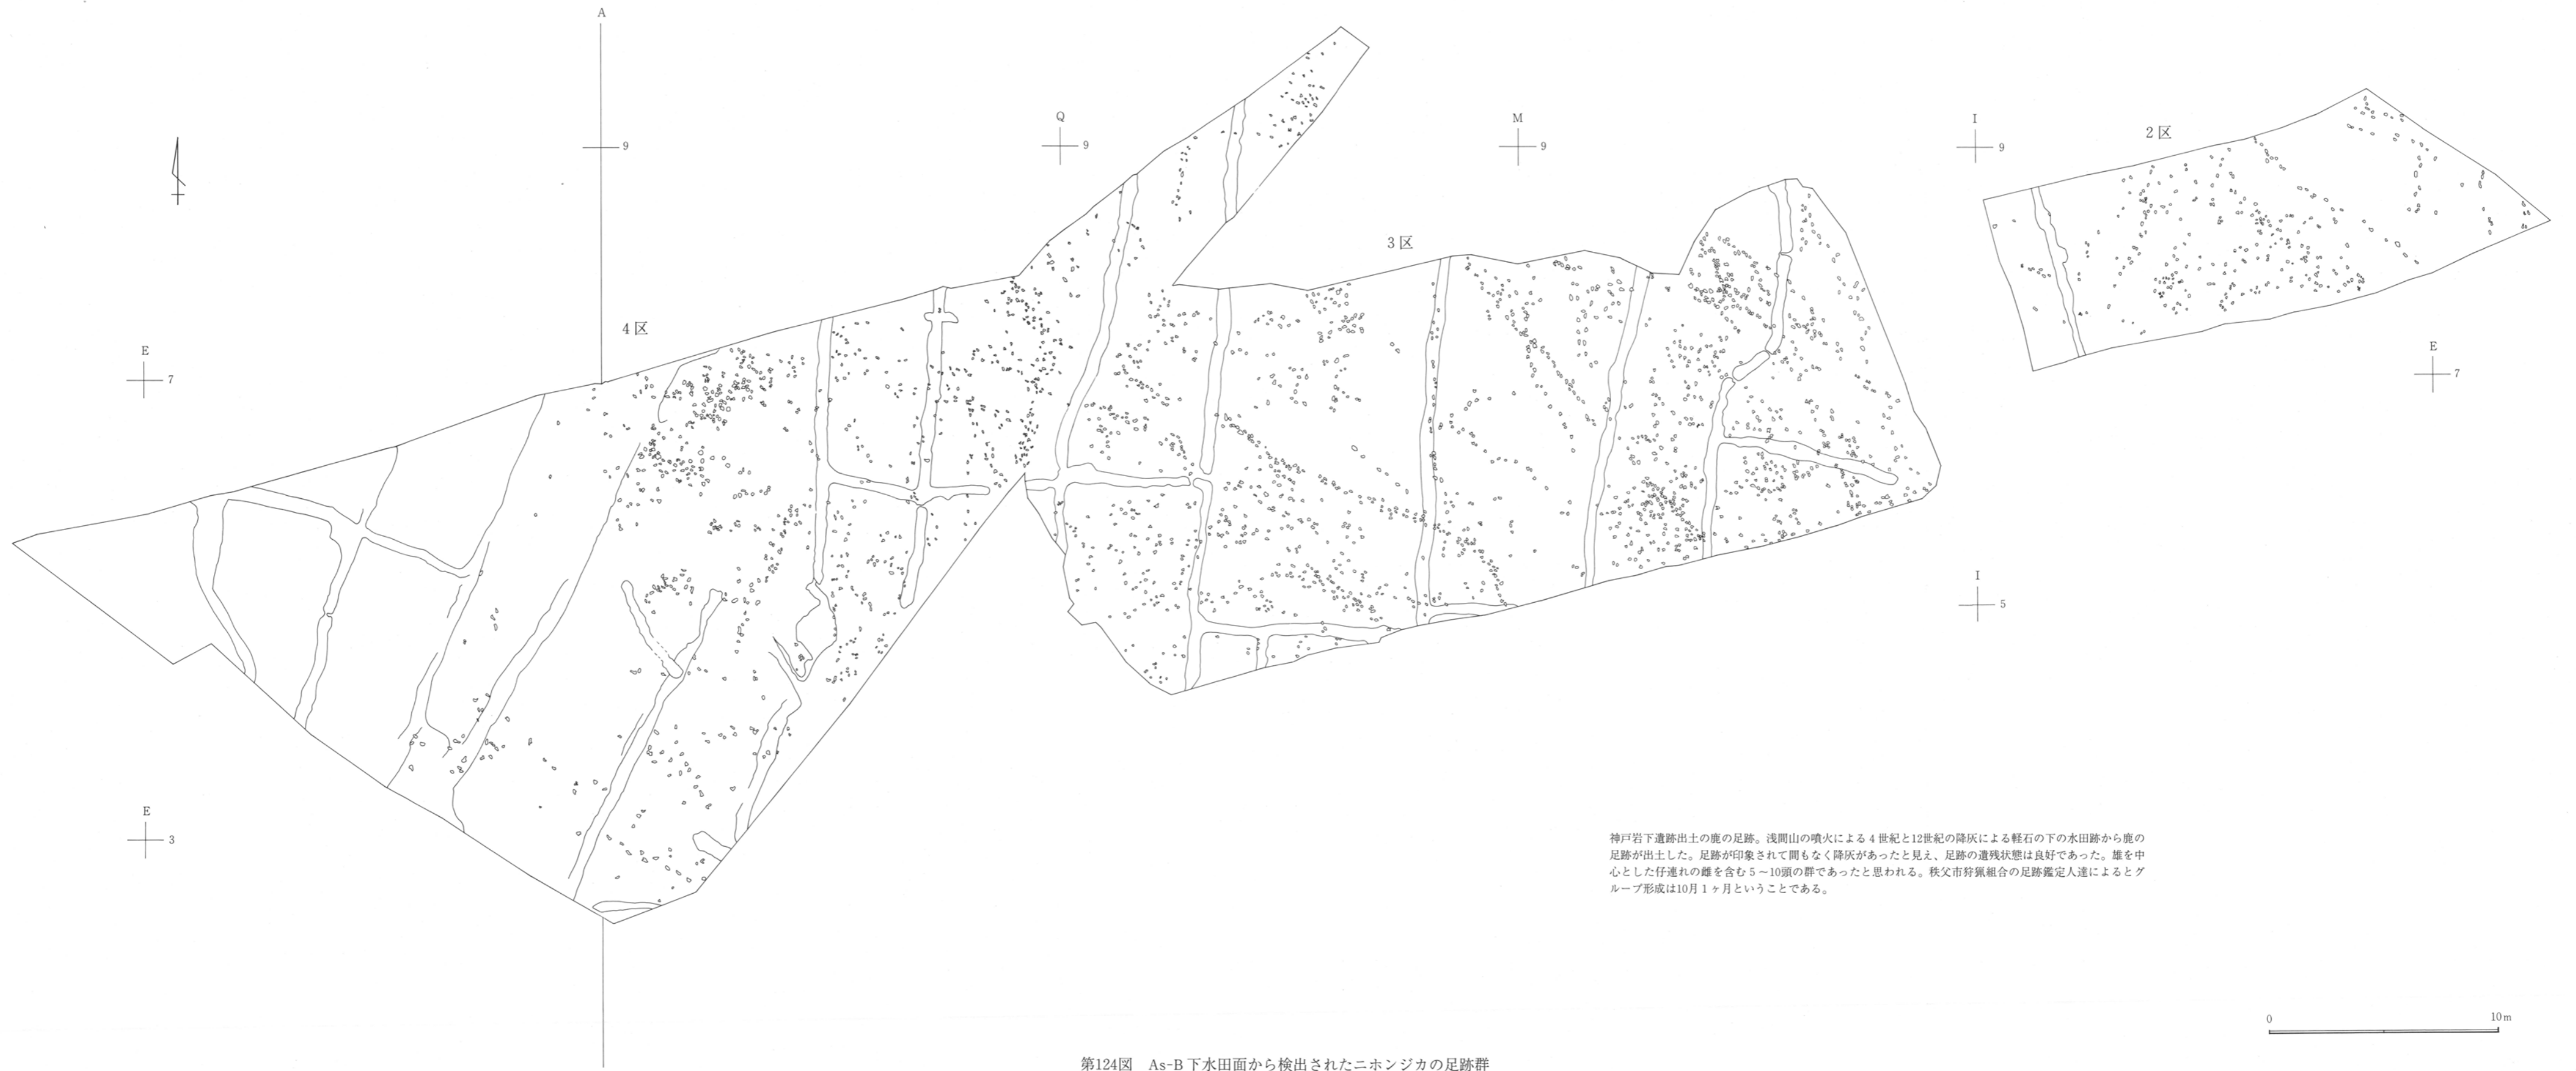 A
9
Q
9
M
9
I
9
2区
3区
4区
E
7
E
7
I
5
E
3
神戸岩下遺跡出土の鹿の足跡。浅間山の噴火による4世紀と12世紀の降灰による軽石の下の水田跡から鹿の
足跡が出土した。足跡が印象されて間もなく降灰があったと見え、足跡の遺残状態は良好であった。雄を中
心とした仔連れの雌を含む5〜10頭の群であったと思われる。秩父市狩猟組合の足跡鑑定人達によるとグ
ループ形成は10月1ヶ月ということである。
0
10m
第124図 As-B下水田面から検出されたニホンジカの足跡群